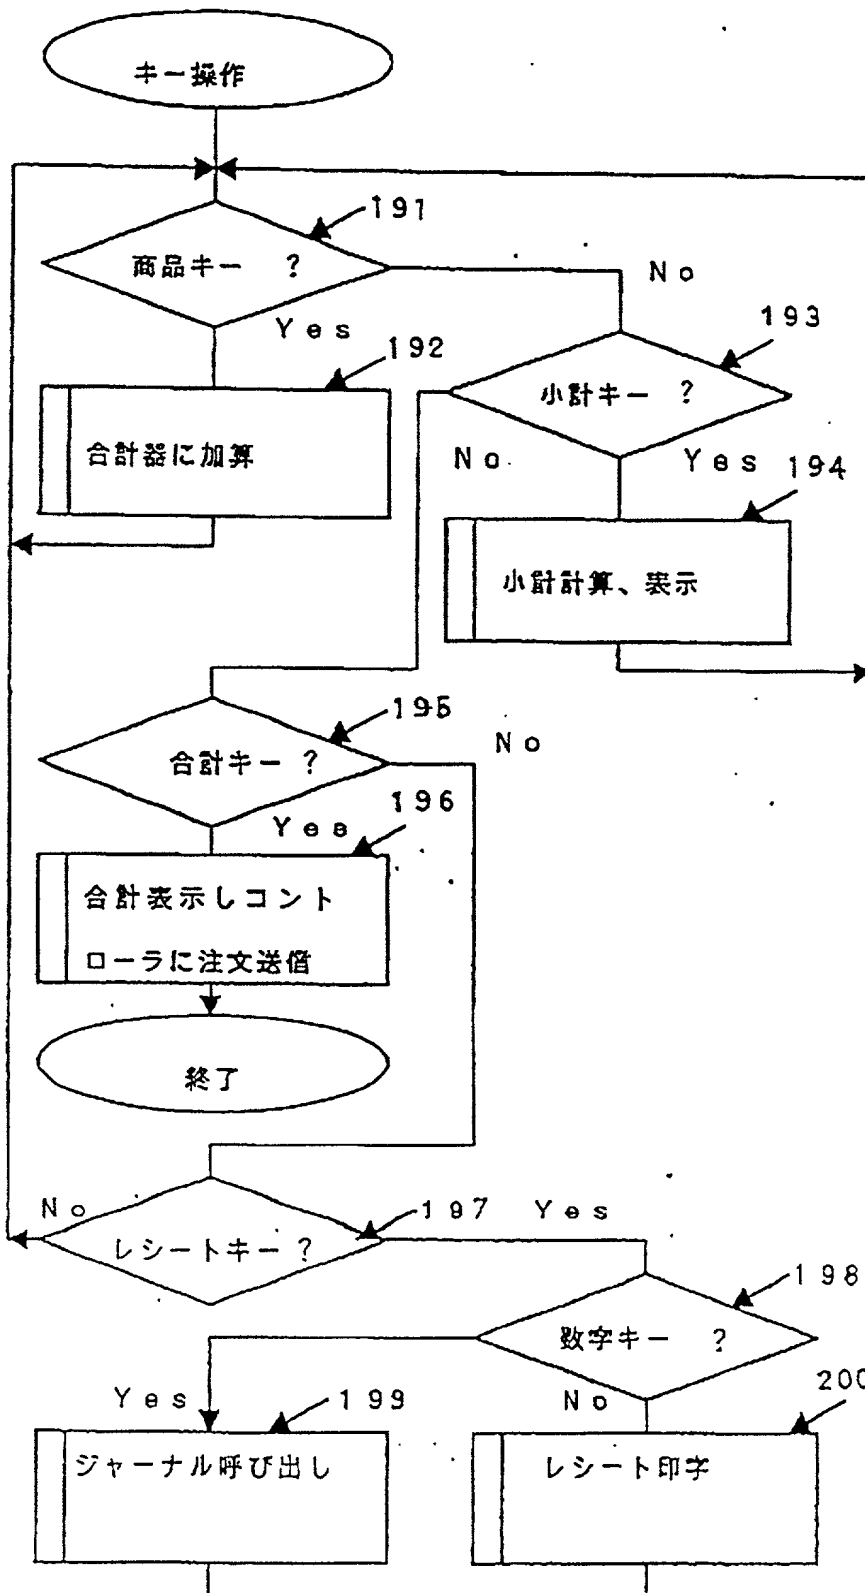 キー操作
191
商品キー ?
No
Yes
193
192
小計キー ?
合計器に加算
No
Yes
194
小計計算、表示
195
合計キー ?
No
Yes
196
合計表示しコント
ローラに注文送信
終了
No
197
Yes
レシートキー ?
198
数字キー ?
200
Yes
199
No
ジャーナル呼び出し
レシート印字